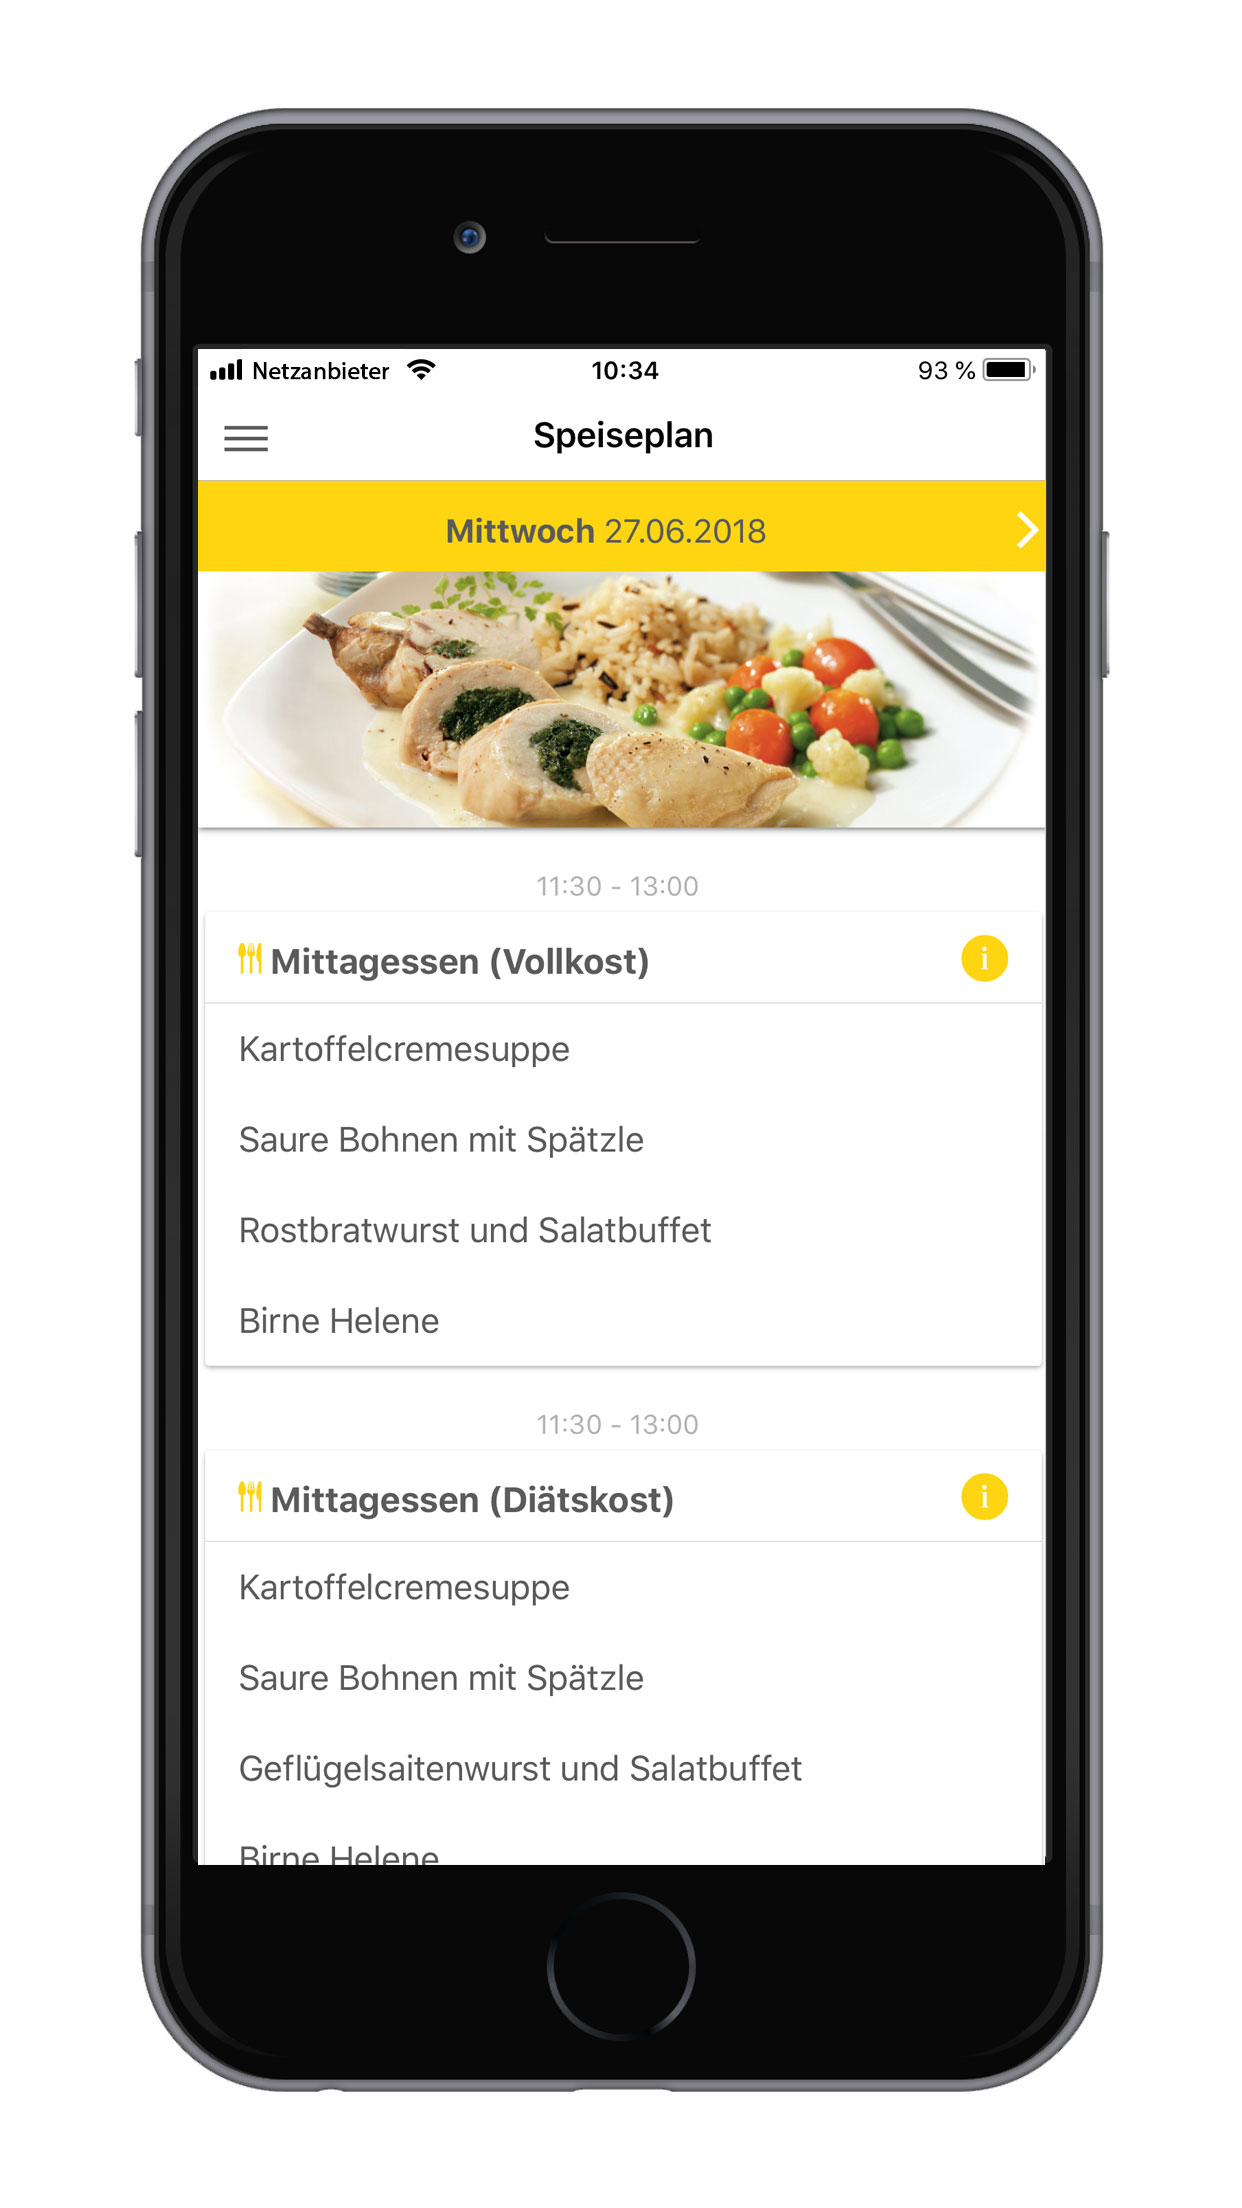 Netzanbieter 10:34 93 %
Speiseplan
Mittwoch 27.06.2018
11:30 - 13:00
Mittagessen (Vollkost) i
Kartoffelcremesuppe
Saure Bohnen mit Spätzle
Rostbratwurst und Salatbuffet
Birne Helene
11:30 - 13:00
Mittagessen (Diätskost) i
Kartoffelcremesuppe
Saure Bohnen mit Spätzle
Geflügelsaitenwurst und Salatbuffet
Birne Helene